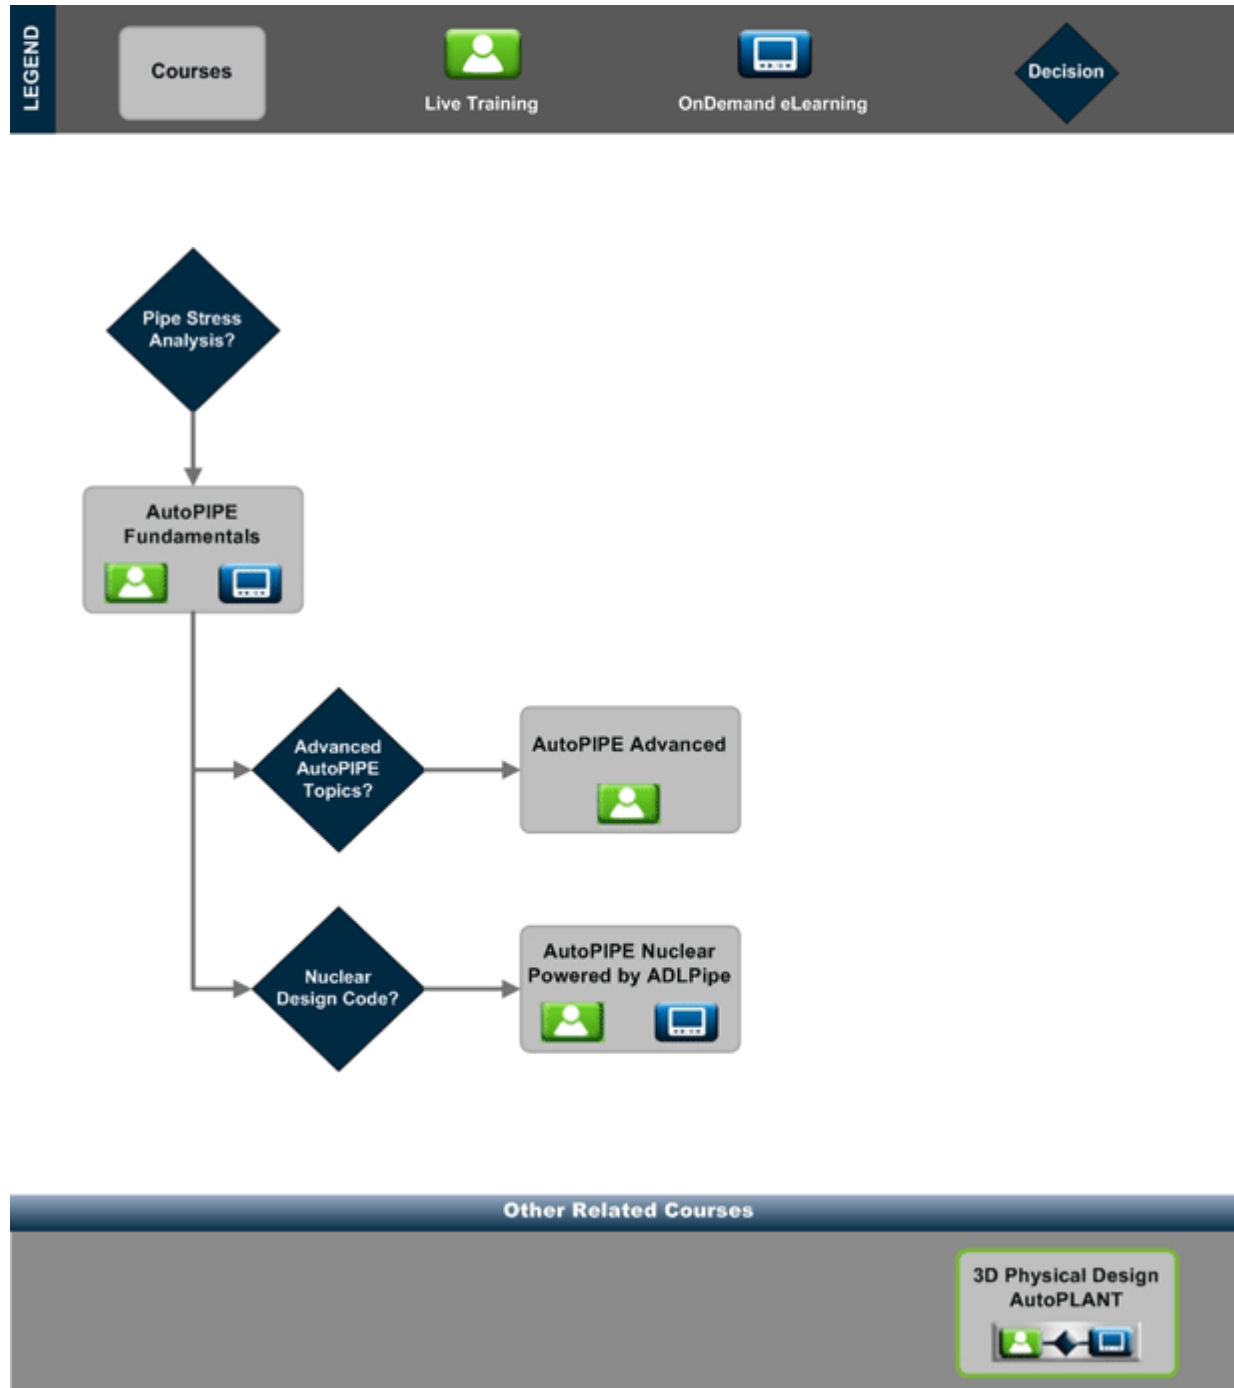 LEGEND
Courses
Live Training
OnDemand eLearning
Decision
Pipe Stress
Analysis?
AutoPIPE
Fundamentals
Advanced
AutoPIPE
Topics?
AutoPIPE Advanced
Nuclear
Design Code?
AutoPIPE Nuclear
Powered by ADLPipe
Other Related Courses
3D Physical Design
AutoPLANT